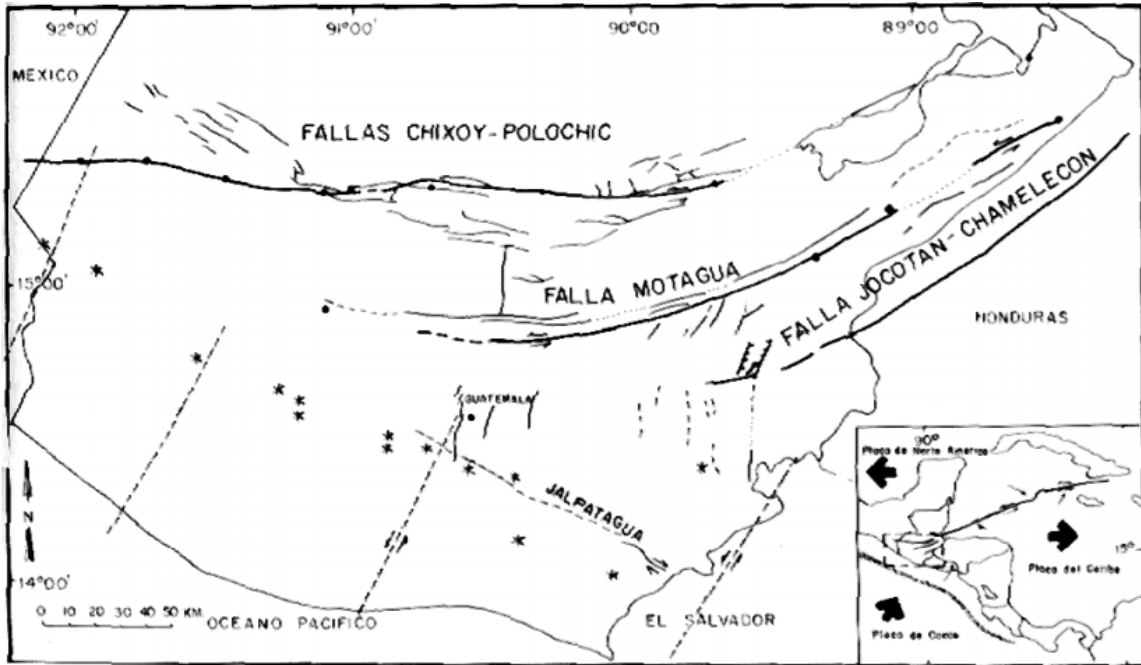 92°00' 91°00' 90°00' 89°00'
MEXICO
FALLAS CHIXOY-POLOCHIC
15°00'
FALLA MOTAGUA
FALLA JOCOTAN-CHAMELECON
HONDURAS
GUATEMALA
JALPATAGUA
N
14°00'
0 10 20 30 40 50 KM.
OCEANO PACIFICO
EL SALVADOR
90°
Placa de Norte America
15°
Placa del Caribe
Placa de Cocos